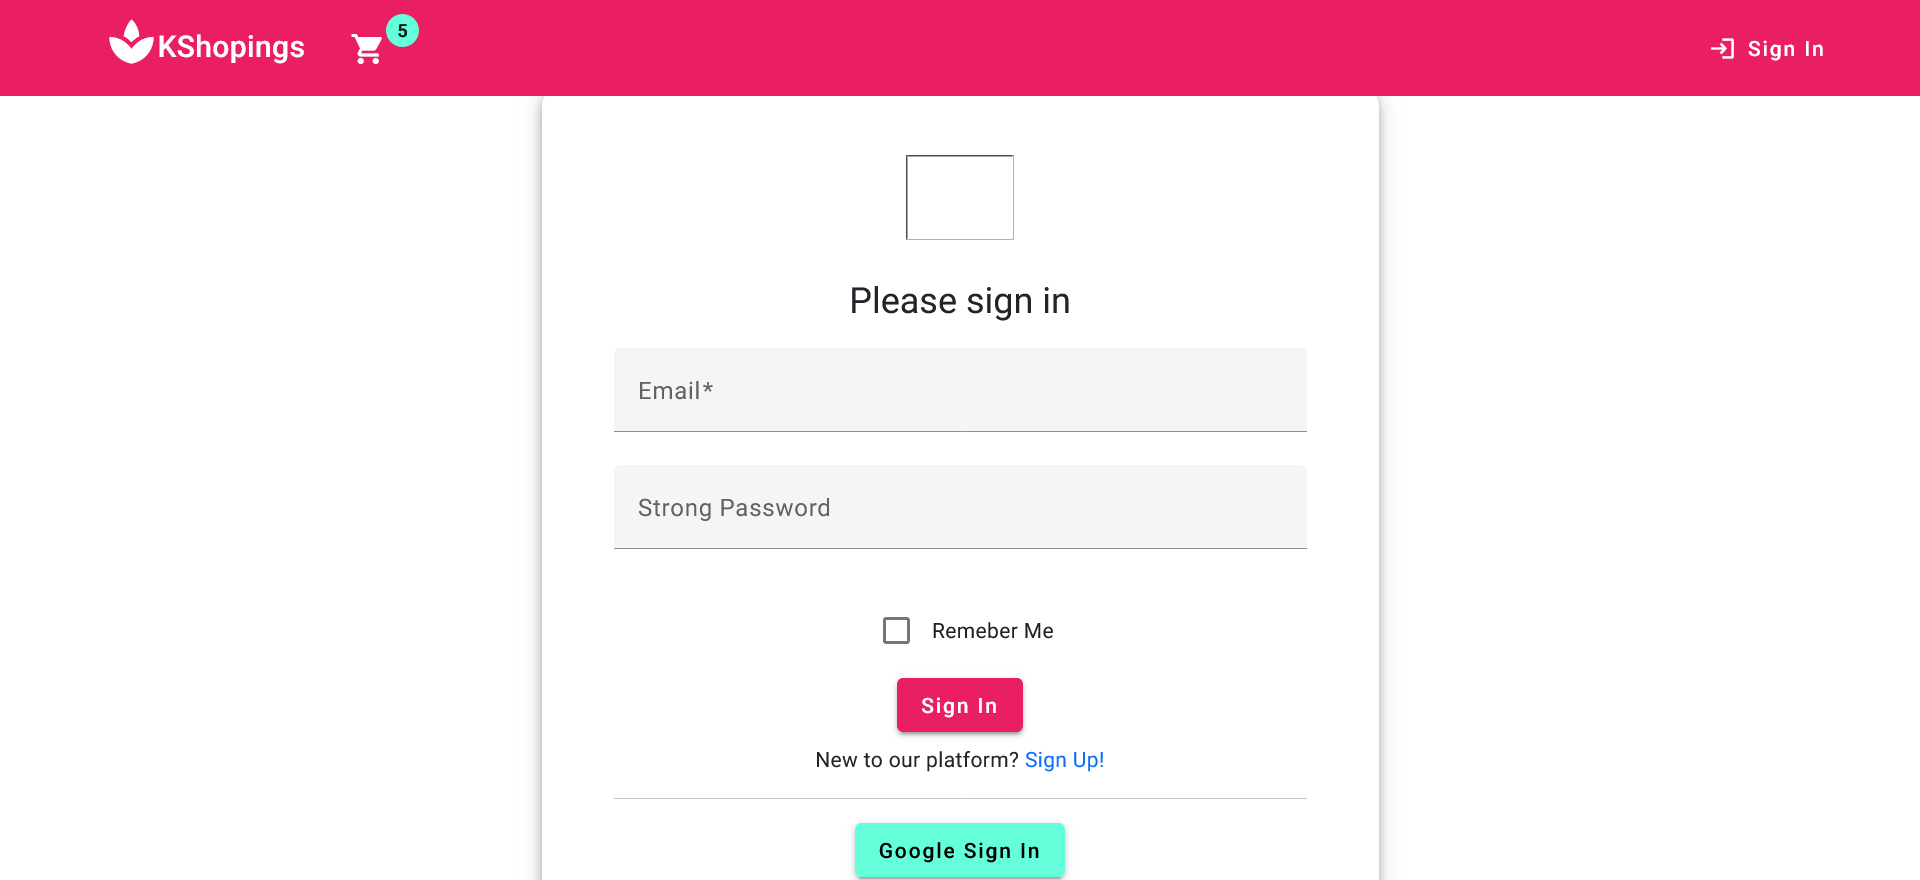 KShopings
5
Sign In
Please sign in
Email*
Strong Password
Remeber Me
Sign In
New to our platform? Sign Up!
Google Sign In